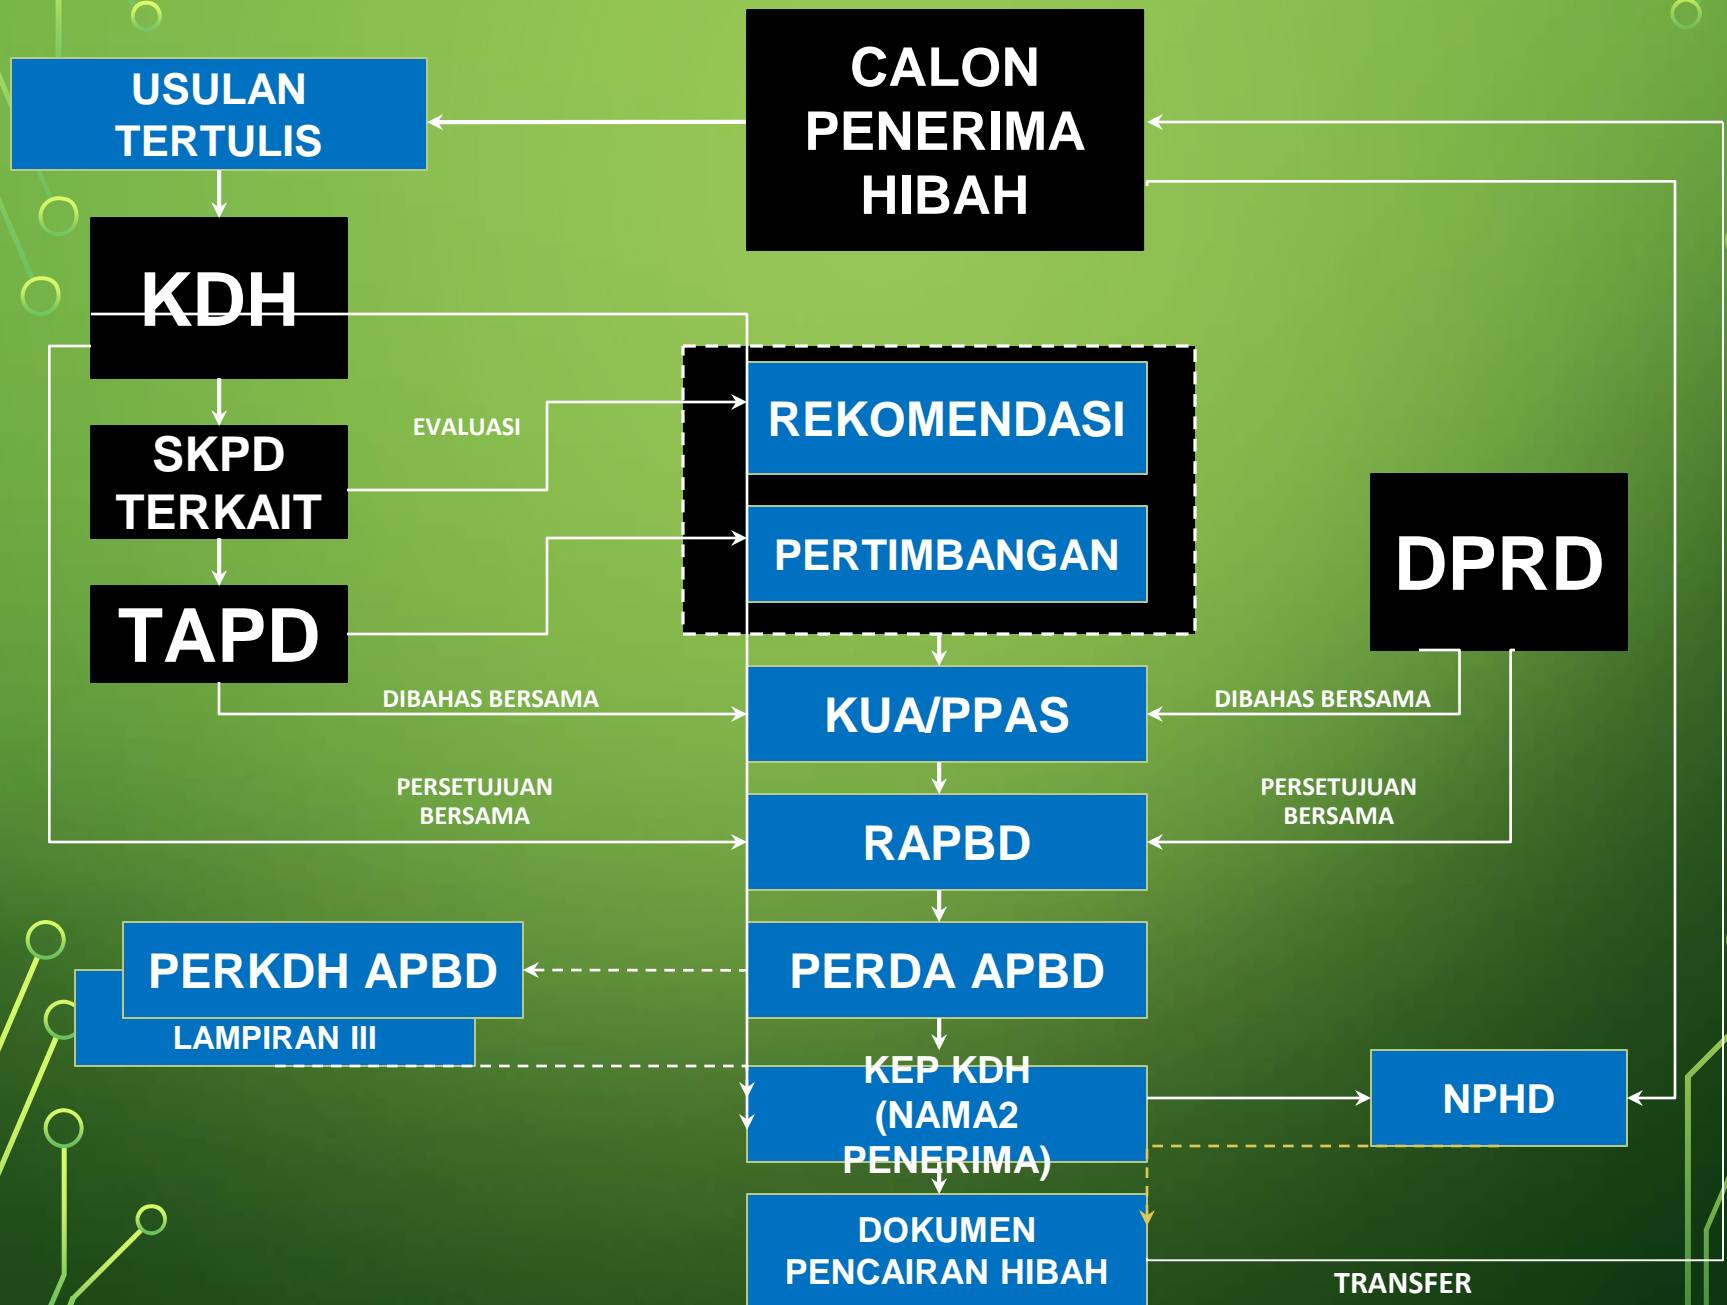 USULAN
TERTULIS
CALON
PENERIMA
HIBAH
KDH
SKPD
TERKAIT
EVALUASI
REKOMENDASI
PERTIMBANGAN
DPRD
TAPD
DIBAHAS BERSAMA
KUA/PPAS
DIBAHAS BERSAMA
PERSETUJUAN
BERSAMA
RAPBD
PERSETUJUAN
BERSAMA
PERKDH APBD
LAMPIRAN III
PERDA APBD
KEP KDH
(NAMA2
PENERIMA)
NPHD
DOKUMEN
PENCAIRAN HIBAH
TRANSFER